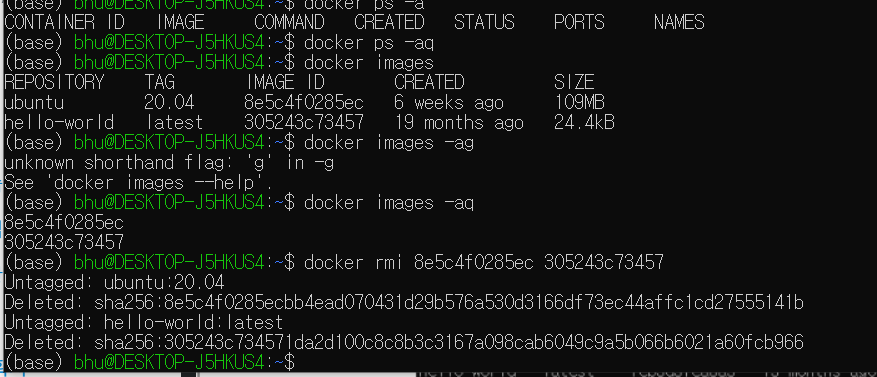 docker ps -a
CONTAINER ID   IMAGE     COMMAND   CREATED   STATUS    PORTS     NAMES
(base) bhu@DESKTOP-J5HKUS4:~$ docker ps -aq
(base) bhu@DESKTOP-J5HKUS4:~$ docker images
REPOSITORY    TAG       IMAGE ID       CREATED         SIZE
ubuntu        20.04     8e5c4f0285ec   6 weeks ago     109MB
hello-world   latest    305243c73457   19 months ago   24.4kB
(base) bhu@DESKTOP-J5HKUS4:~$ docker images -ag
unknown shorthand flag: 'g' in -g
See 'docker images --help'.
(base) bhu@DESKTOP-J5HKUS4:~$ docker images -aq
8e5c4f0285ec
305243c73457
(base) bhu@DESKTOP-J5HKUS4:~$ docker rmi 8e5c4f0285ec 305243c73457
Untagged: ubuntu:20.04
Deleted: sha256:8e5c4f0285ecbb4ead070431d29b576a530d3166df73ec44affc1cd27555141b
Untagged: hello-world:latest
Deleted: sha256:305243c734571da2d100c8c8b3c3167a098cab6049c9a5b066b6021a60fcb966
(base) bhu@DESKTOP-J5HKUS4:~$